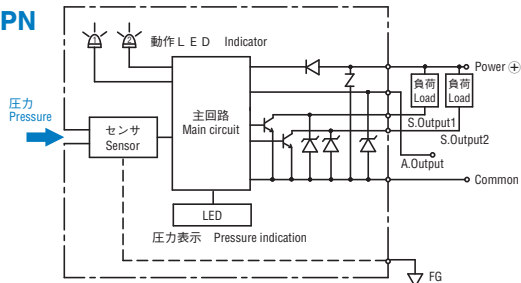 PN
1
2
動作ＬＥＤ Indicator
Power ⊕
負荷
Load
負荷
Load
圧力
Pressure
主回路
Main circuit
センサ
Sensor
S.Output1
S.Output2
A.Output
Common
LED
圧力表示 Pressure indication
FG